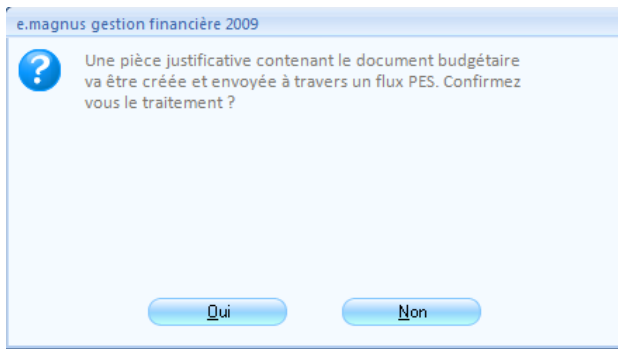 e.magnus gestion financière 2009
Une pièce justificative contenant le document budgétaire
va être créée et envoyée à travers un flux PES. Confirmez
vous le traitement ?
Oui Non